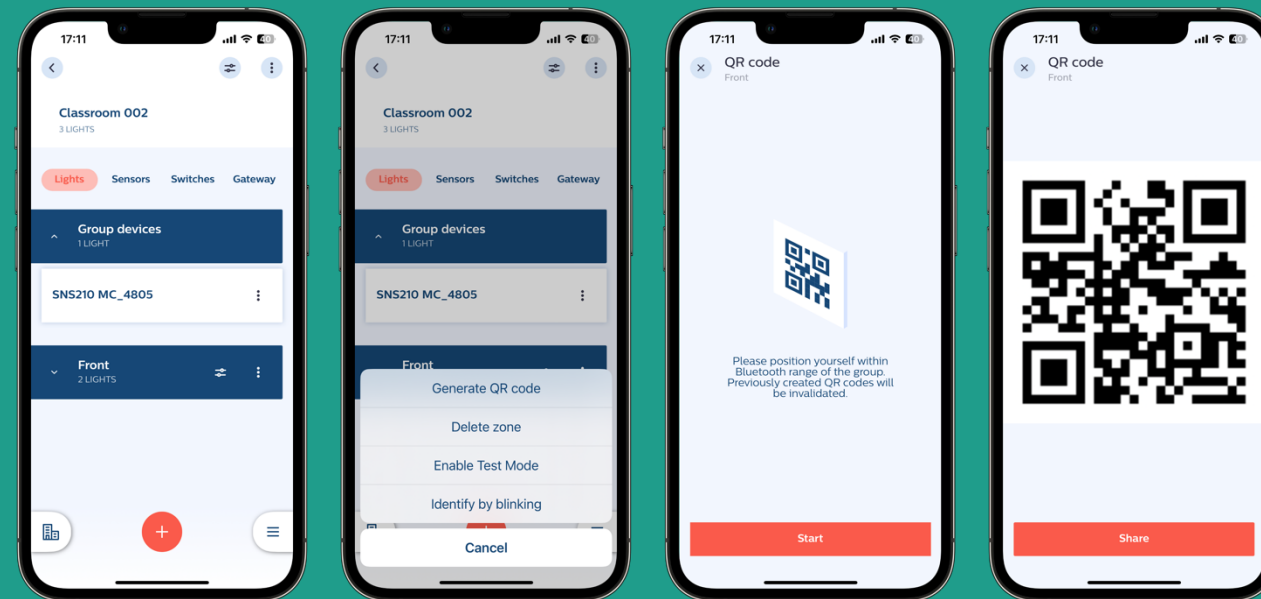 17:11
40
Classroom 002
3 LIGHTS
Lights Sensors Switches Gateway
Group devices
1 LIGHT
SNS210 MC_4805
Front
2 LIGHTS
17:11
40
Classroom 002
3 LIGHTS
Lights Sensors Switches Gateway
Group devices
1 LIGHT
SNS210 MC_4805
Front
Generate QR code
Delete zone
Enable Test Mode
Identify by blinking
Cancel
17:11
40
QR code
Front
Please position yourself within
Bluetooth range of the group.
Previously created QR codes will
be invalidated.
Start
17:11
40
QR code
Front
Share